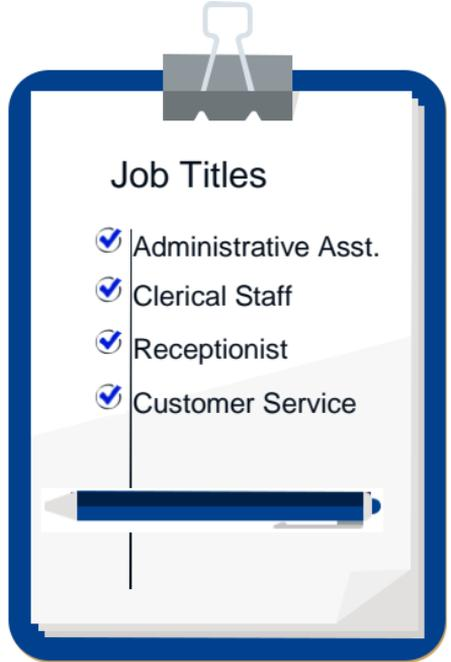 Job Titles
Administrative Asst.
Clerical Staff
Receptionist
Customer Service